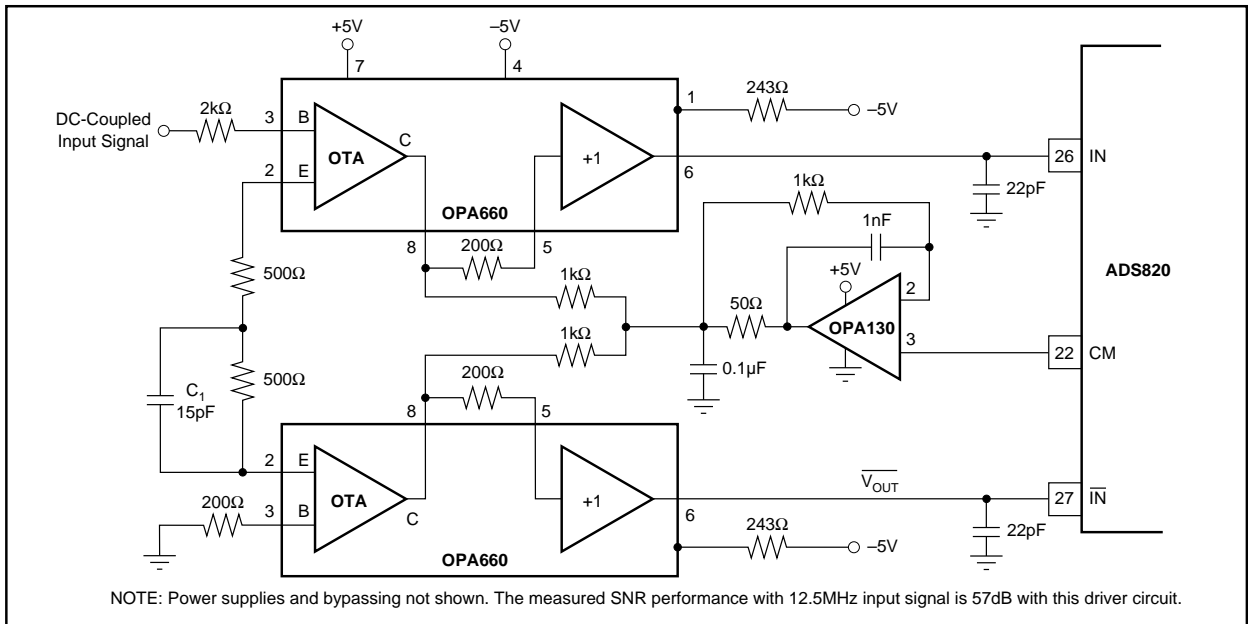 +5V
–5V
7
4
DC-Coupled
Input Signal
2kΩ
3
B
OTA
C
2
E
+1
1
243Ω
–5V
6
OPA660
8
200Ω
5
26
IN
22pF
1kΩ
1nF
500Ω
1kΩ
1kΩ
50Ω
+5V
OPA130
2
3
0.1µF
ADS820
22
CM
500Ω
C1
15pF
8
200Ω
5
2
E
OTA
200Ω
3
B
C
+1
VOUT
6
243Ω
–5V
OPA660
27
IN
22pF
NOTE: Power supplies and bypassing not shown. The measured SNR performance with 12.5MHz input signal is 57dB with this driver circuit.